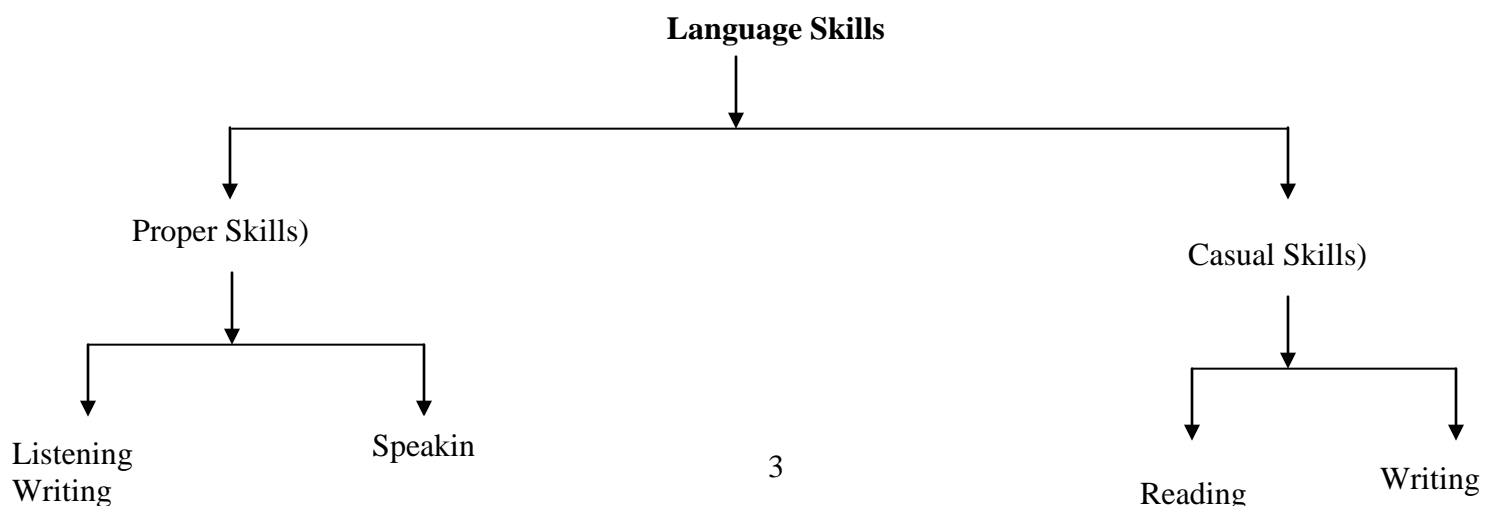 Language Skills
Proper Skills)
Casual Skills)
Listening
Writing
Speakin
3
Reading
Writing